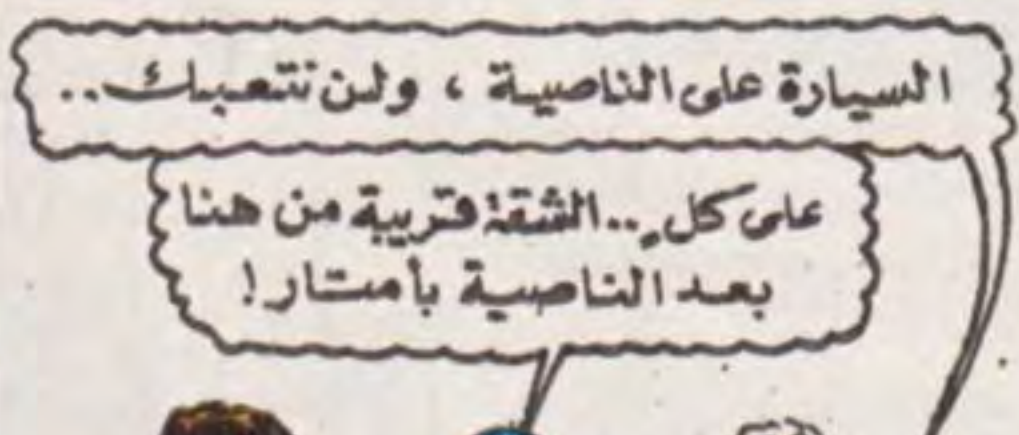 السيارة على الناصية ، ولن نتعبك ..
على كلٍ .. الشقة قريبة من هنا
بعد الناصية بأمتار !